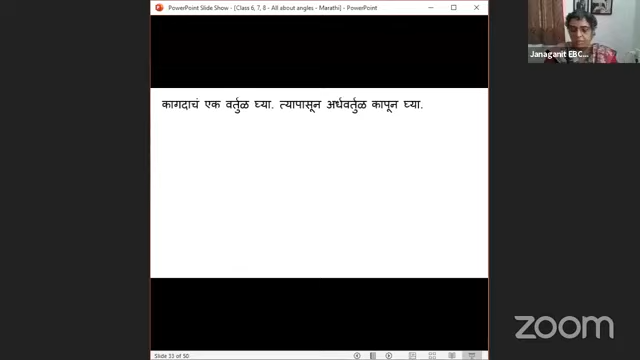 PowerPoint Slide Show - [Class 6, 7, 8 - All about angles - Marathi] - PowerPoint
Janaganit EBC...
कागदाचं एक वर्तुळ घ्या. त्यापासून अर्धवर्तुळ कापून घ्या.
zoom
Slide 33 of 50